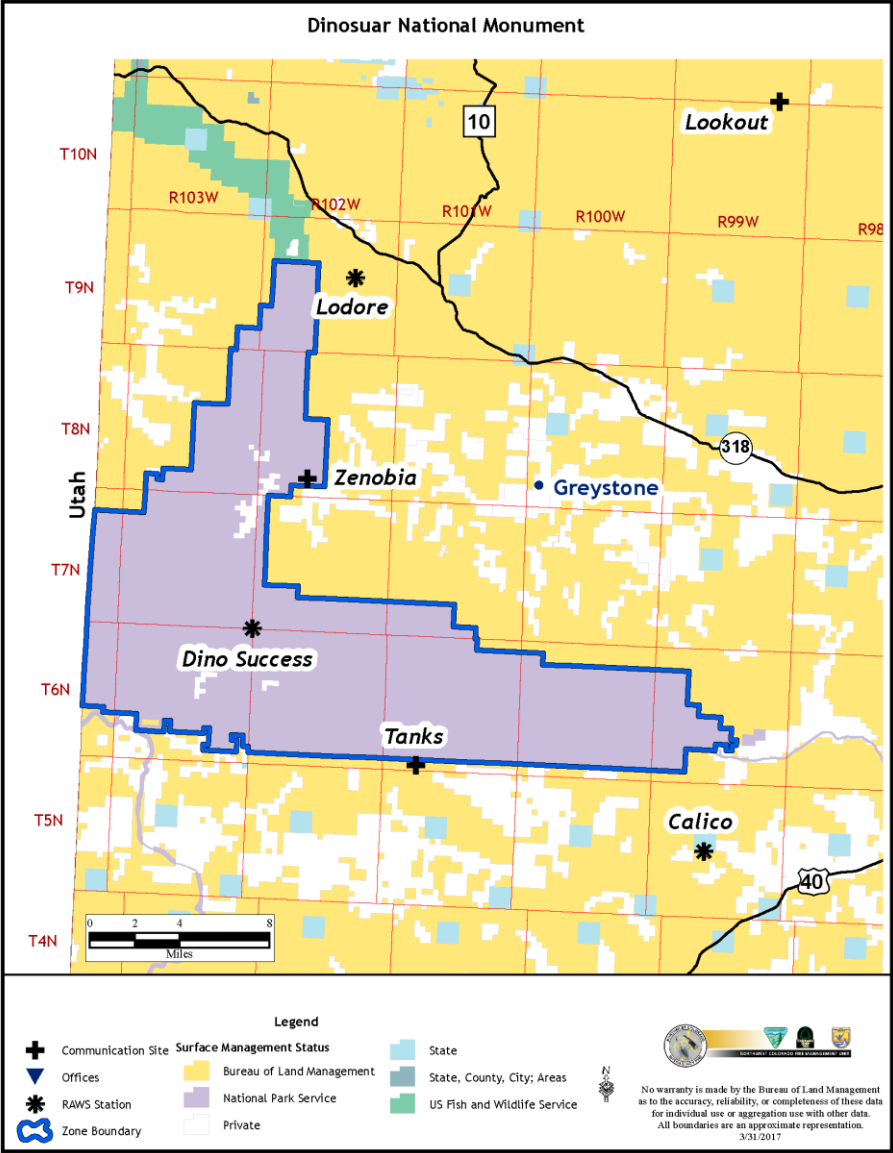 Dinosuar National Monument
10
Lookout
T10N
R103W
R102W
R101W
R100W
R99W
R98
T9N
Lodore
T8N
318
Utah
Zenobia
Greystone
T7N
Dino Success
T6N
Tanks
T5N
Calico
40
0 2 4 8
Miles
T4N
Legend
Communication Site
Offices
RAWS Station
Zone Boundary
Surface Management Status
Bureau of Land Management
National Park Service
Private
State
State, County, City; Areas
US Fish and Wildlife Service
N
NORTHWEST COLORADO FIRE MANAGEMENT UNIT
No warranty is made by the Bureau of Land Management
as to the accuracy, reliability, or completeness of these data
for individual use or aggregation use with other data.
All boundaries are an approximate representation.
3/31/2017